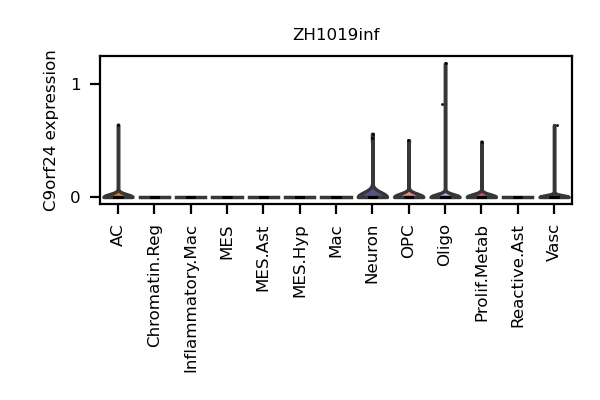 ZH1019inf
C9orf24 expression
1
0
AC
Chromatin.Reg
Inflammatory.Mac
MES
MES.Ast
MES.Hyp
Mac
Neuron
OPC
Oligo
Prolif.Metab
Reactive.Ast
Vasc